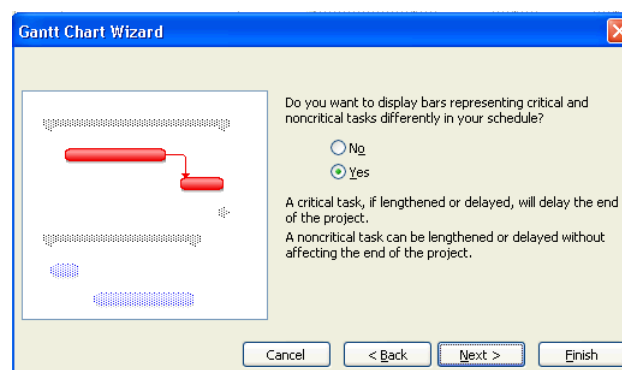 Gantt Chart Wizard
Do you want to display bars representing critical and
noncritical tasks differently in your schedule?
No
Yes
A critical task, if lengthened or delayed, will delay the end
of the project.
A noncritical task can be lengthened or delayed without
affecting the end of the project.
Cancel
< Back
Next >
Finish